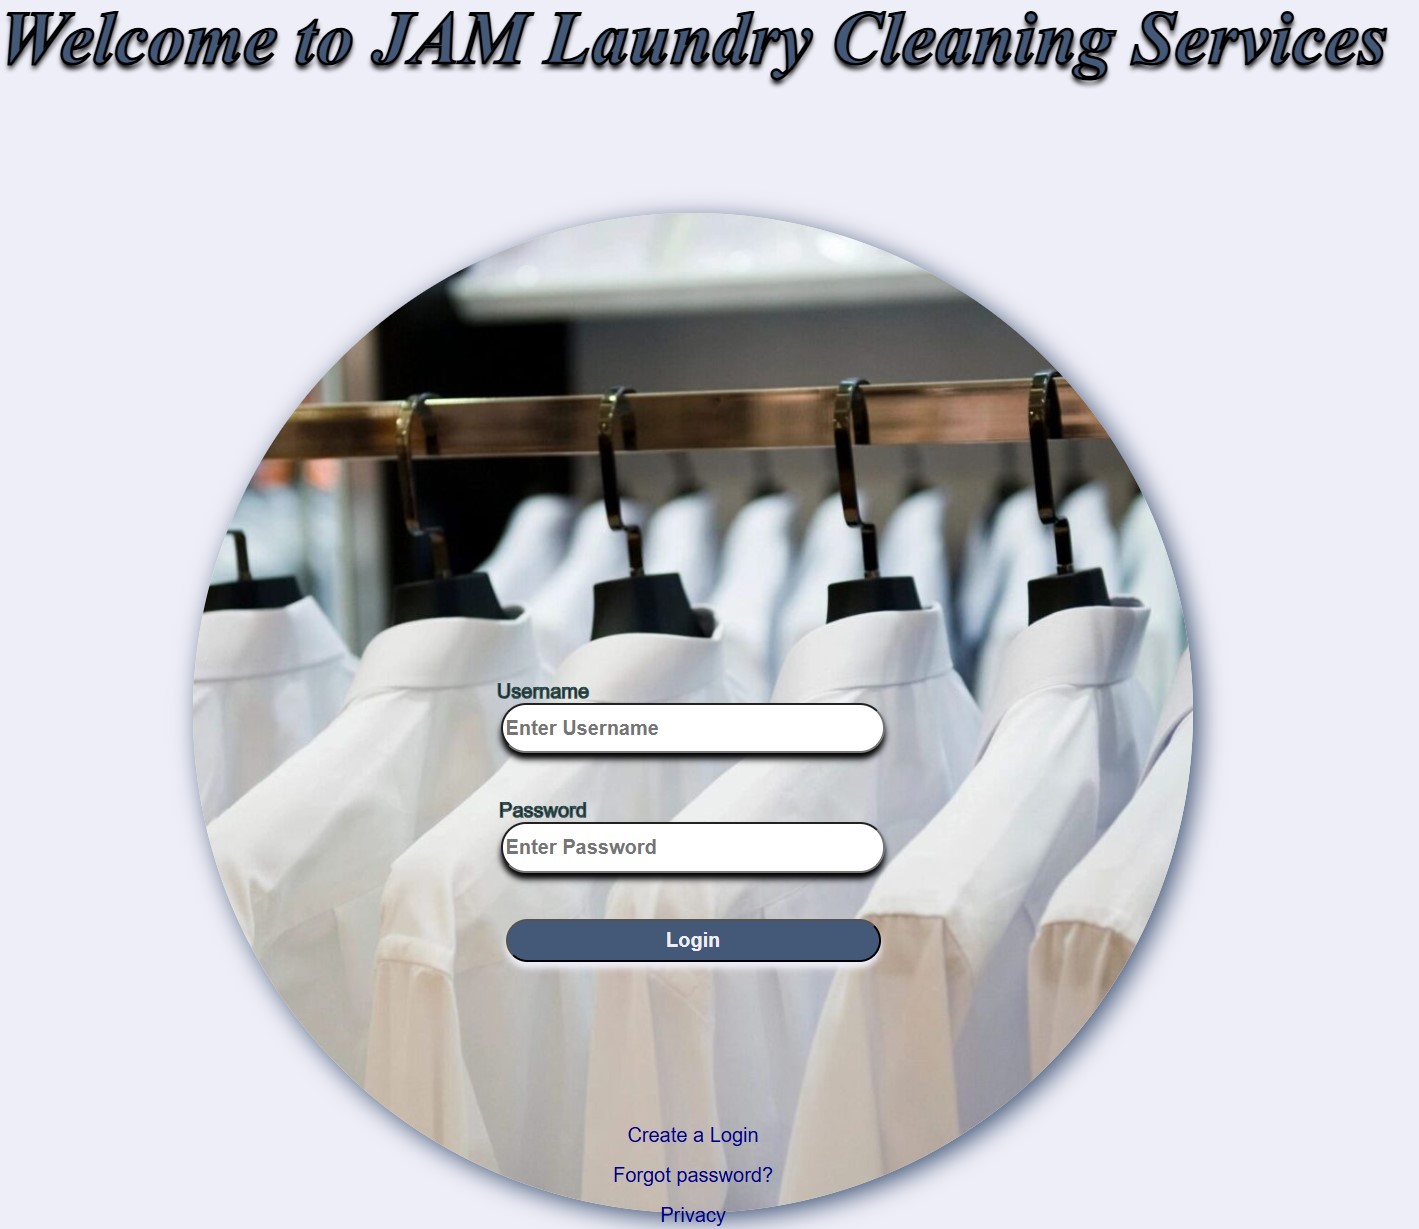 Welcome to JAM Laundry Cleaning Services
Username
Enter Username
Password
Enter Password
Login
Create a Login
Forgot password?
Privacy